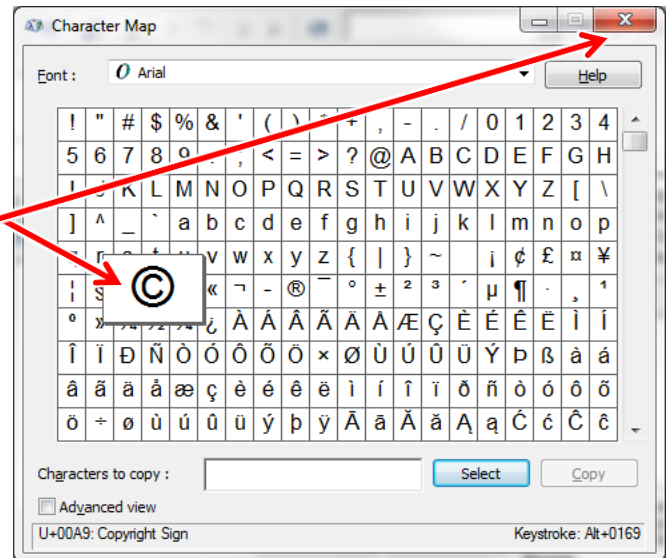 Character Map
Font : O Arial Help
! " # $ % & ' ( ) * + , - . / 0 1 2 3 4
5 6 7 8 9 : ; < = > ? @ A B C D E F G H
I J K L M N O P Q R S T U V W X Y Z [ \
] ^ _ ` a b c d e f g h i j k l m n o p
q r s t u v w x y z { | } ~ ¡ ¢ £ ¤ ¥
¦ § © « ¬ - ® ¯ ° ± ² ³ ´ µ ¶ · ¸ ¹
º » ¼ ½ ¾ ¿ À Á Â Ã Ä Å Æ Ç È É Ê Ë Ì Í
Î Ï Ð Ñ Ò Ó Ô Õ Ö × Ø Ù Ú Û Ü Ý Þ ß à á
â ã ä å æ ç è é ê ë ì í î ï ð ñ ò ó ô õ
ö ÷ ø ù ú û ü ý þ ÿ Ā ā Ă ă Ą ą Ć ć Ĉ ĉ
Characters to copy : Select Copy
Advanced view
U+00A9: Copyright Sign Keystroke: Alt+0169